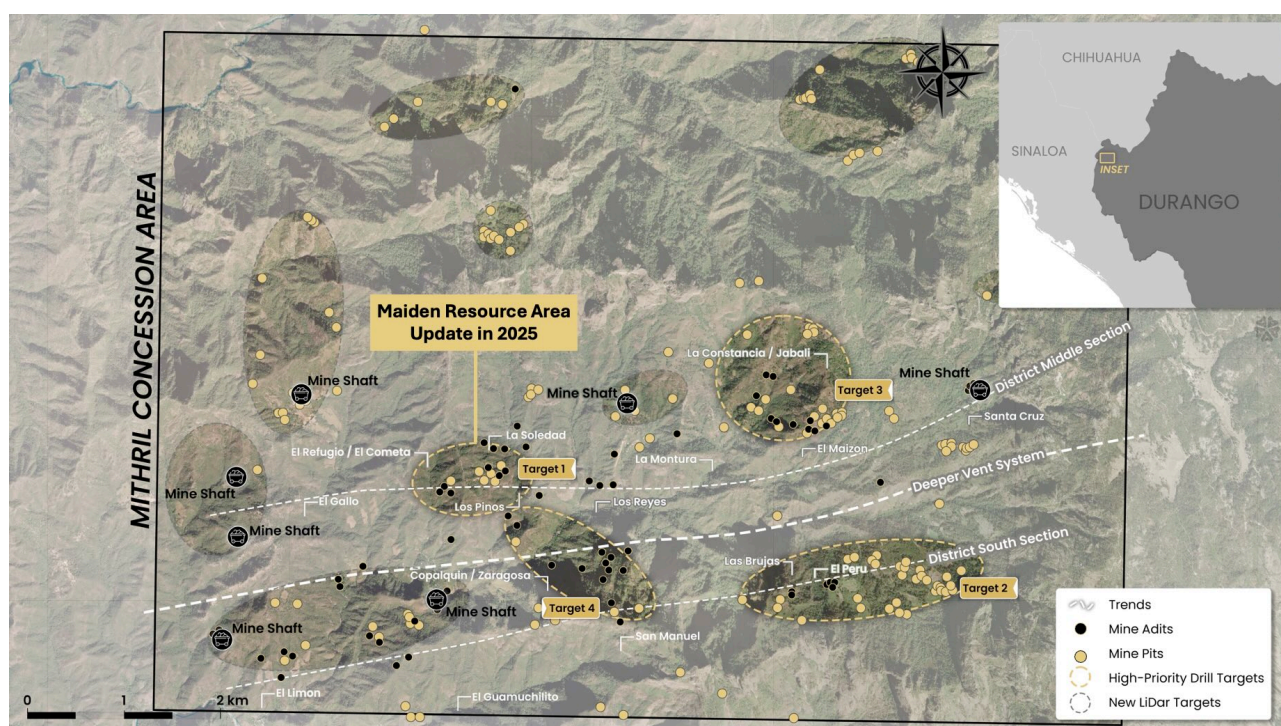 CHIHUAHUA
SINALOA
INSET
DURANGO
MITHRIL CONCESSION AREA
Maiden Resource Area
Update in 2025
District Middle Section
La Constancia / Jabali
Mine Shaft
Mine Shaft
Target 3
Mine Shaft
Santa Cruz
La Soledad
El Refugio / El Cometa
Target 1
La Montura
El Maizon
Deeper Vent System
Mine Shaft
El Gallo
Los Pinos
Los Reyes
Mine Shaft
District South Section
Las Brujas
El Peru
Copalquin / Zaragosa
Target 2
Mine Shaft
Target 4
Mine Shaft
San Manuel
El Limon
El Guamuchilito
0 1 2 km
Trends
Mine Adits
Mine Pits
High-Priority Drill Targets
New LiDar Targets